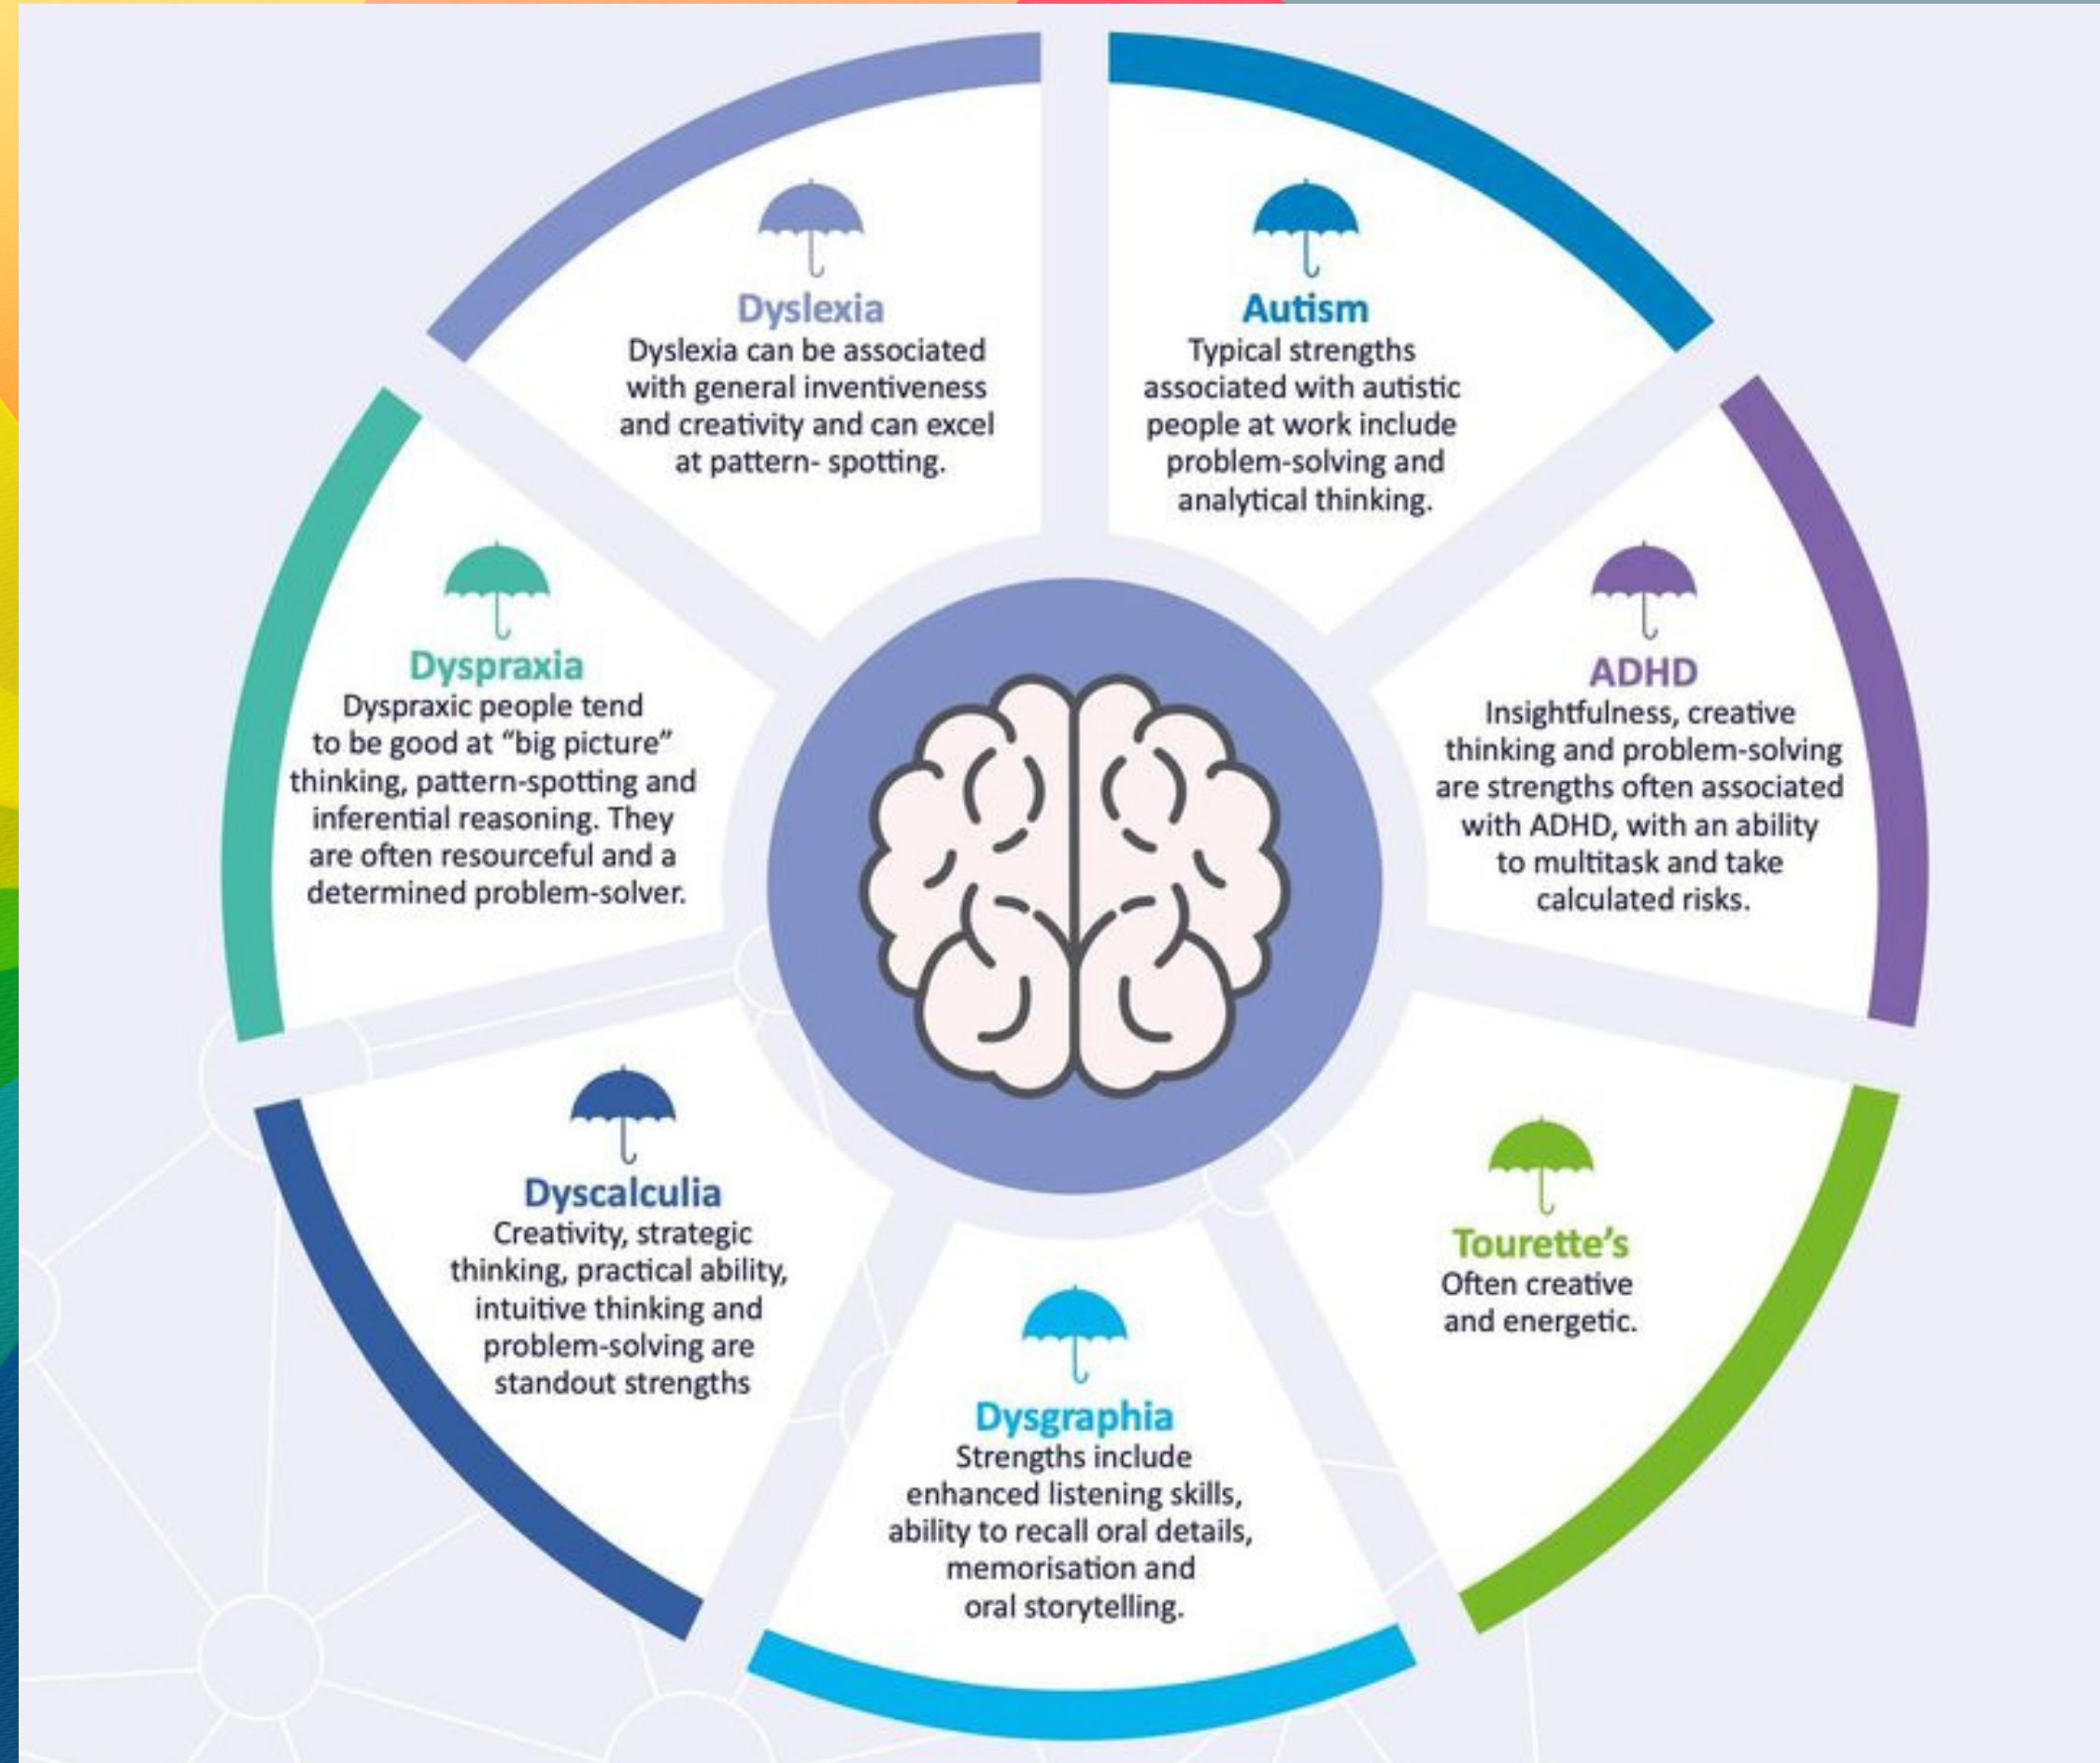 Dyslexia
Dyslexia can be associated
with general inventiveness
and creativity and can excel
at pattern- spotting.
Autism
Typical strengths
associated with autistic
people at work include
problem-solving and
analytical thinking.
ADHD
Insightfulness, creative
thinking and problem-solving
are strengths often associated
with ADHD, with an ability
to multitask and take
calculated risks.
Tourette's
Often creative
and energetic.
Dysgraphia
Strengths include
enhanced listening skills,
ability to recall oral details,
memorisation and
oral storytelling.
Dyscalculia
Creativity, strategic
thinking, practical ability,
intuitive thinking and
problem-solving are
standout strengths
Dyspraxia
Dyspraxic people tend
to be good at “big picture”
thinking, pattern-spotting and
inferential reasoning. They
are often resourceful and a
determined problem-solver.